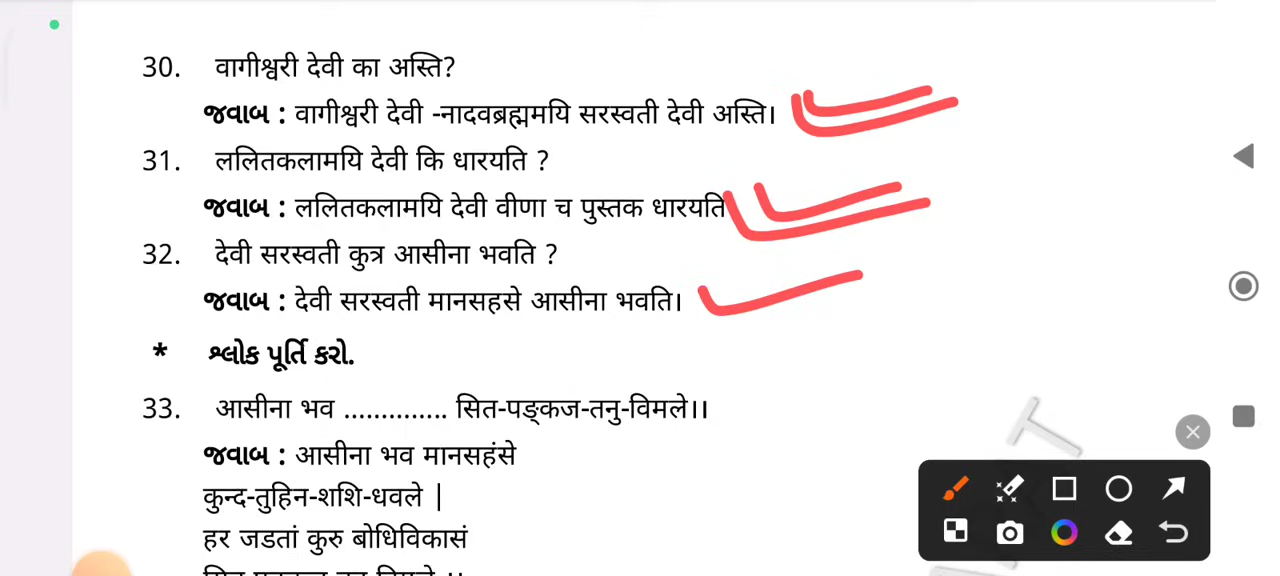 30. वागीश्वरी देवी का अस्ति?
જવાબ : वागीश्वरी देवी -नादवब्रह्ममयि सरस्वती देवी अस्ति।
31. ललितकलामयि देवी कि धारयति ?
જવાબ : ललितकलामयि देवी वीणा च पुस्तक धारयति
32. देवी सरस्वती कुत्र आसीना भवति ?
જવાબ : देवी सरस्वती मानसहसे आसीना भवति।
* શ્લોક પૂર્તિ કરો.
33. आसीना भव .............. सित-पङ्कज-तनु-विमले।।
જવાબ : आसीना भव मानसहंसे
कुन्द-तुहिन-शशि-धवले |
हर जडतां कुरु बोधिविकासं